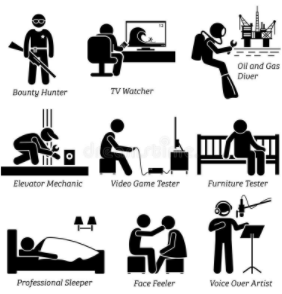 Bounty Hunter
TV Watcher
Oil and Gas
Diver
Elevator Mechanic
Video Game Tester
Furniture Tester
Professional Sleeper
Face Feeler
Voice Over Artist